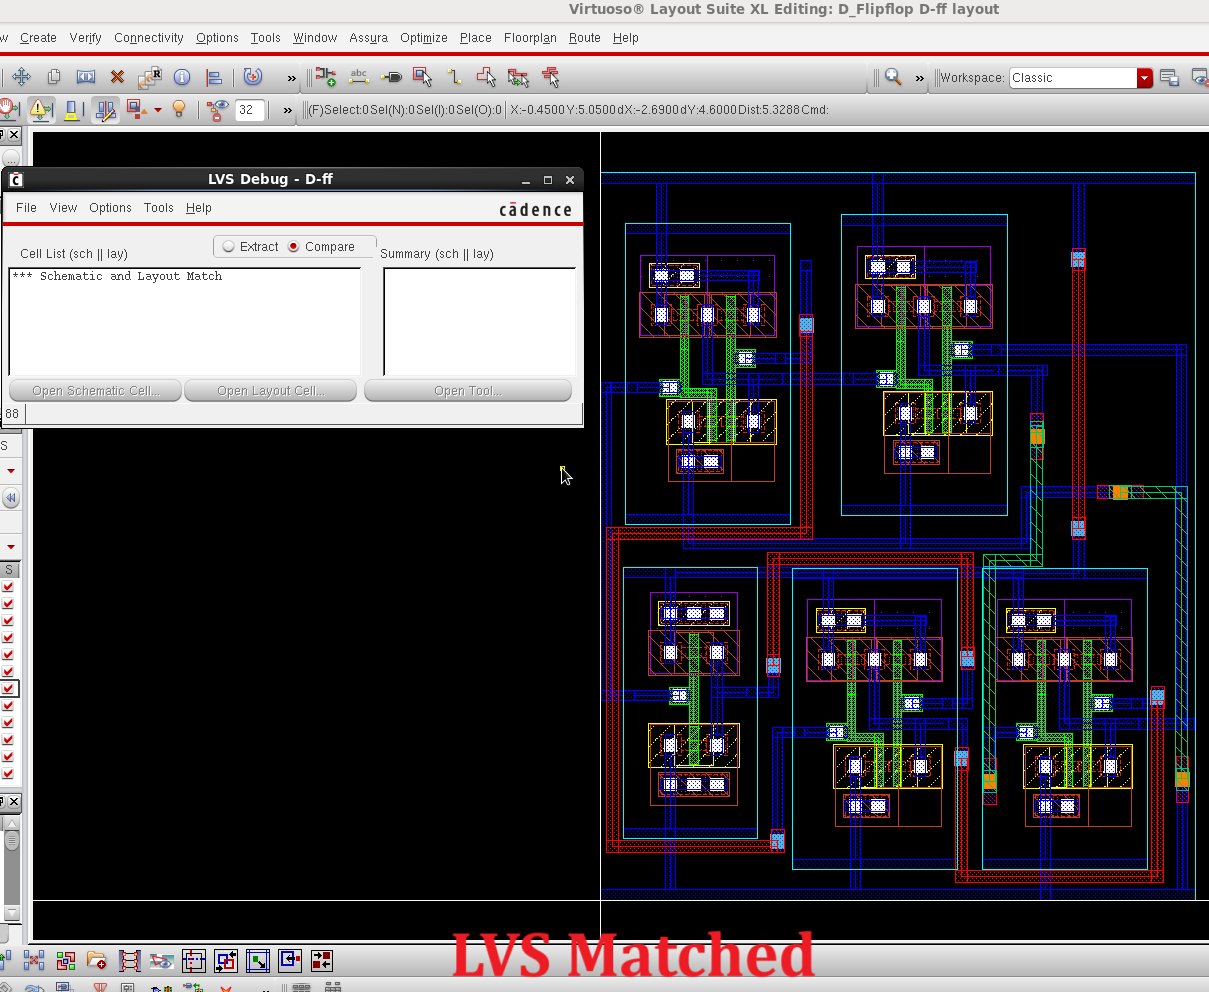 Virtuoso® Layout Suite XL Editing: D_Flipflop D-ff layout
w Create Verify Connectivity Options Tools Window Assura Optimize Place Floorplan Route Help
R abc » » Workspace: Classic
32 » (F)Select:0 Sel(N):0 Sel(I):0 Sel(O):0 X:-0.4500 Y:5.0500 dX:-2.6900 dY:4.6000 Dist:5.3288 Cmd:
LVS Debug - D-ff
File View Options Tools Help
cādence
Extract Compare
Cell List (sch || lay) Summary (sch || lay)
*** Schematic and Layout Match
Open Schematic Cell... Open Layout Cell... Open Tool...
88
S
S
LVS Matched